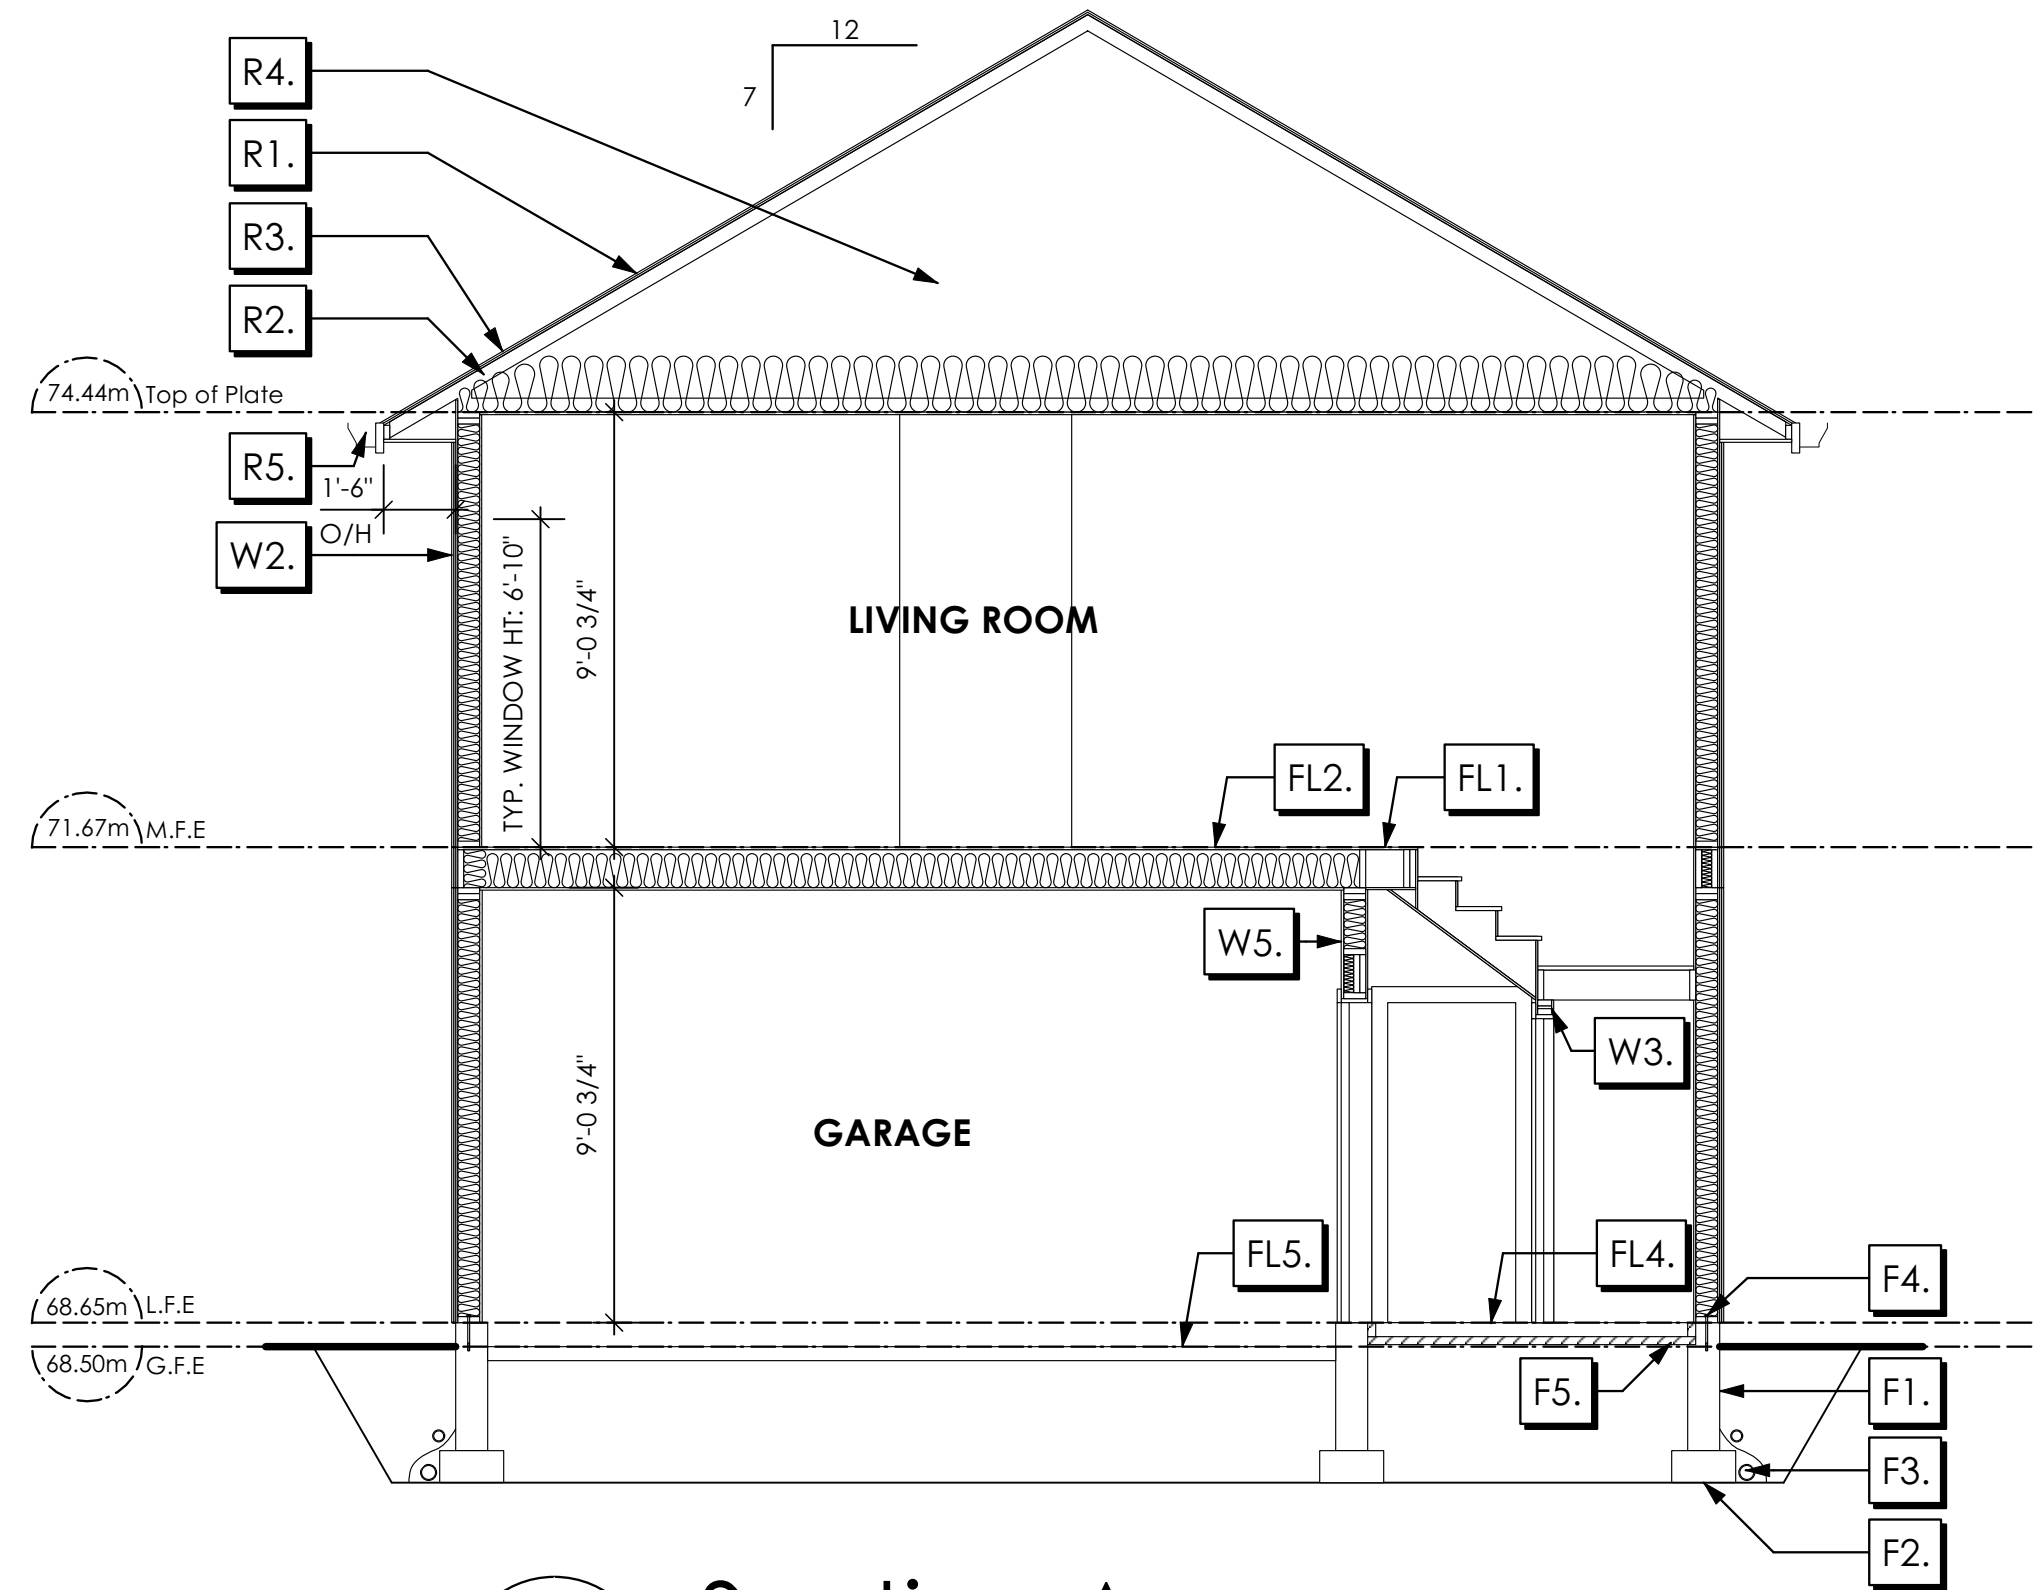 12
7
R4.
R1.
R3.
R2.
74.44m Top of Plate
R5.
1'-6"
O/H
W2.
TYP. WINDOW HT: 6'-10"
9'-0 3/4"
LIVING ROOM
FL2.
FL1.
71.67m M.F.E
W5.
W3.
9'-0 3/4"
GARAGE
FL5.
FL4.
F4.
68.65m L.F.E
68.50m G.F.E
F5.
F1.
F3.
F2.